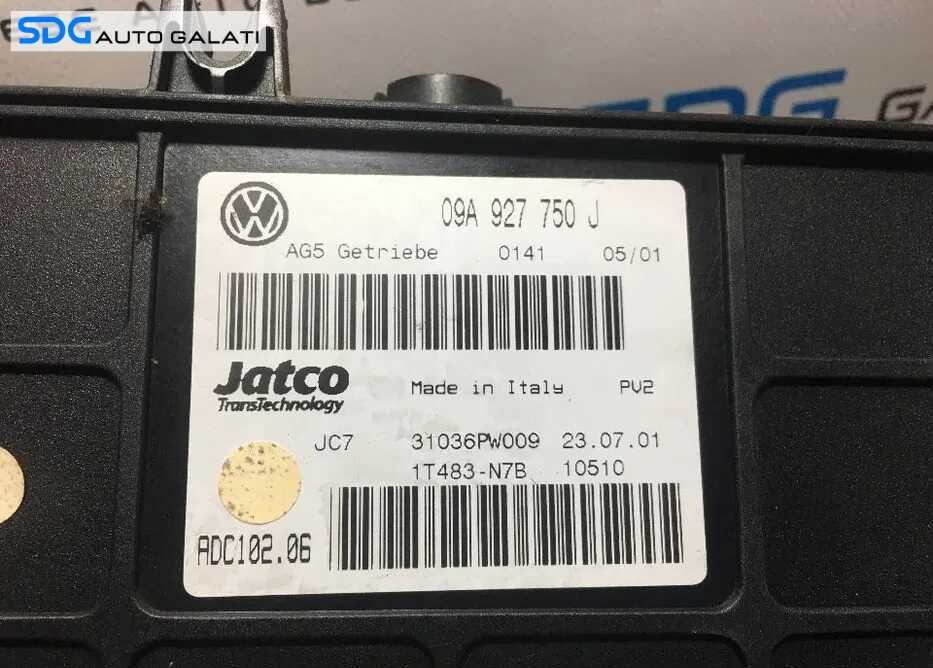 SDG AUTO GALATI
09A 927 750 J
AG5 Getriebe 0141 05/01
Jatco Made in Italy PV2
TransTechnology
JC7 31036PW009 23.07.01
1T483-N7B 10510
ADC102.06